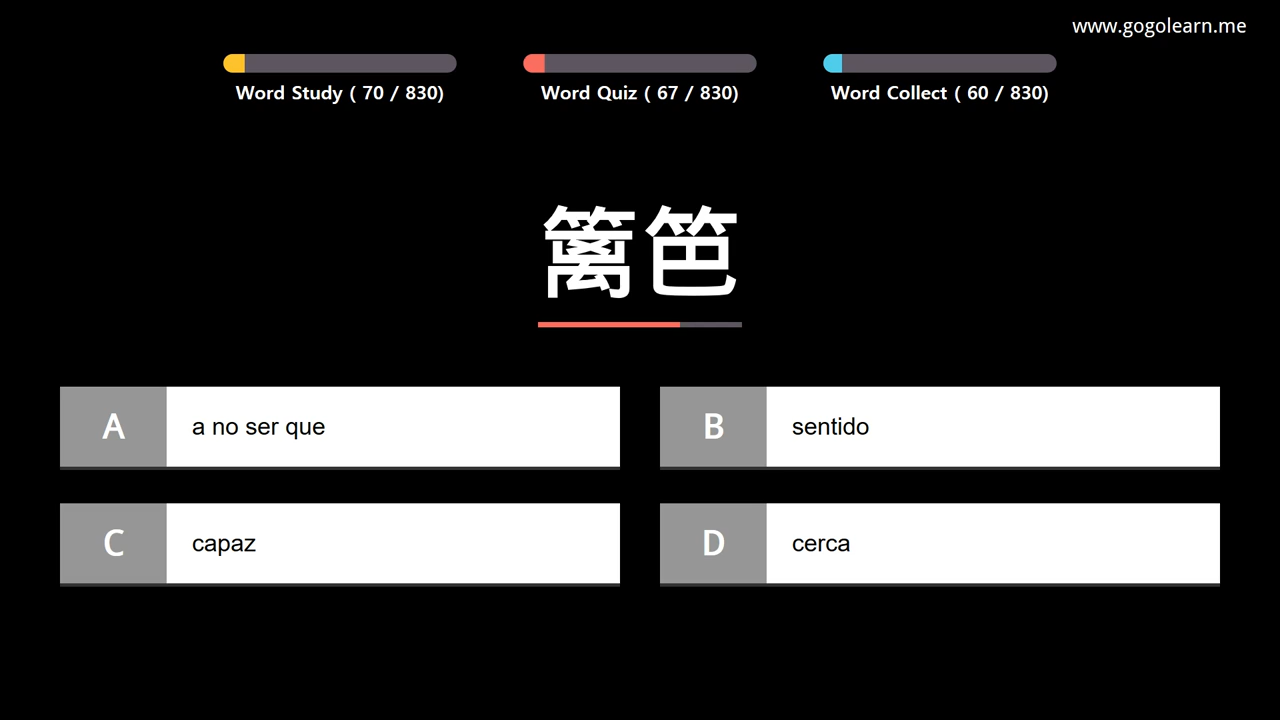 www.gogolearn.me
Word Study ( 70 / 830)
Word Quiz ( 67 / 830)
Word Collect ( 60 / 830)
篱笆
A a no ser que
B sentido
C capaz
D cerca